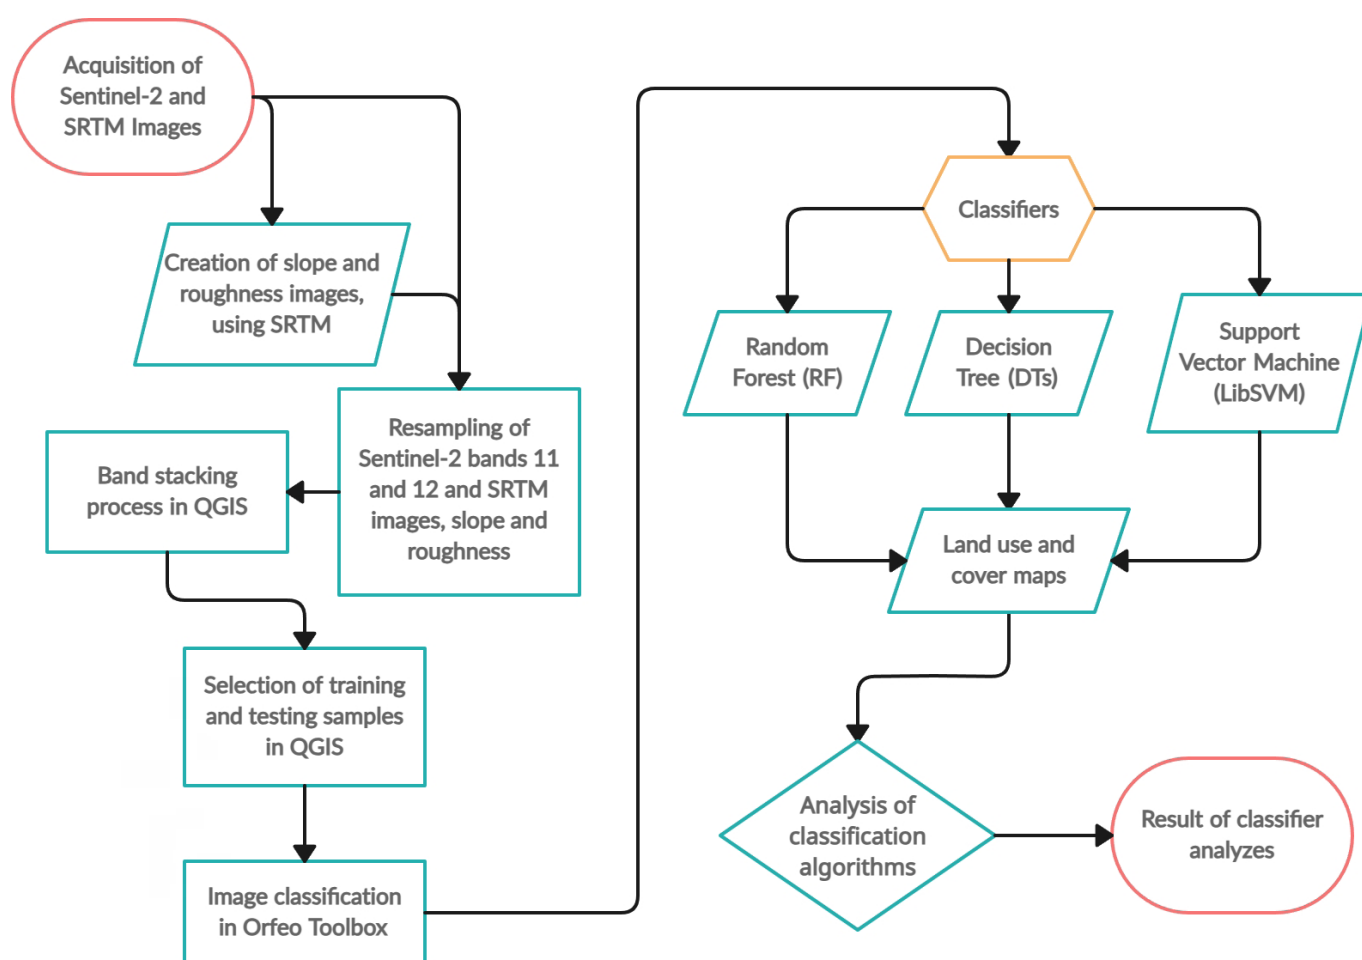 Acquisition of
Sentinel-2 and
SRTM Images
Creation of slope and
roughness images,
using SRTM
Resampling of
Sentinel-2 bands 11
and 12 and SRTM
images, slope and
roughness
Band stacking
process in QGIS
Selection of training
and testing samples
in QGIS
Image classification
in Orfeo Toolbox
Classifiers
Random
Forest (RF)
Decision
Tree (DTs)
Support
Vector Machine
(LibSVM)
Land use and
cover maps
Analysis of
classification
algorithms
Result of classifier
analyzes